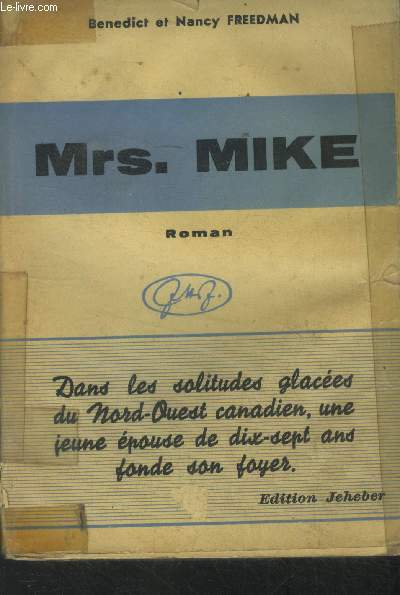 Le-livre.com
Benedict et Nancy FREEDMAN
Mrs. MIKE
Roman
Dans les solitudes glacées
du Nord-Ouest canadien, une
jeune épouse de dix-sept ans
fonde son foyer.
Edition Jeheber